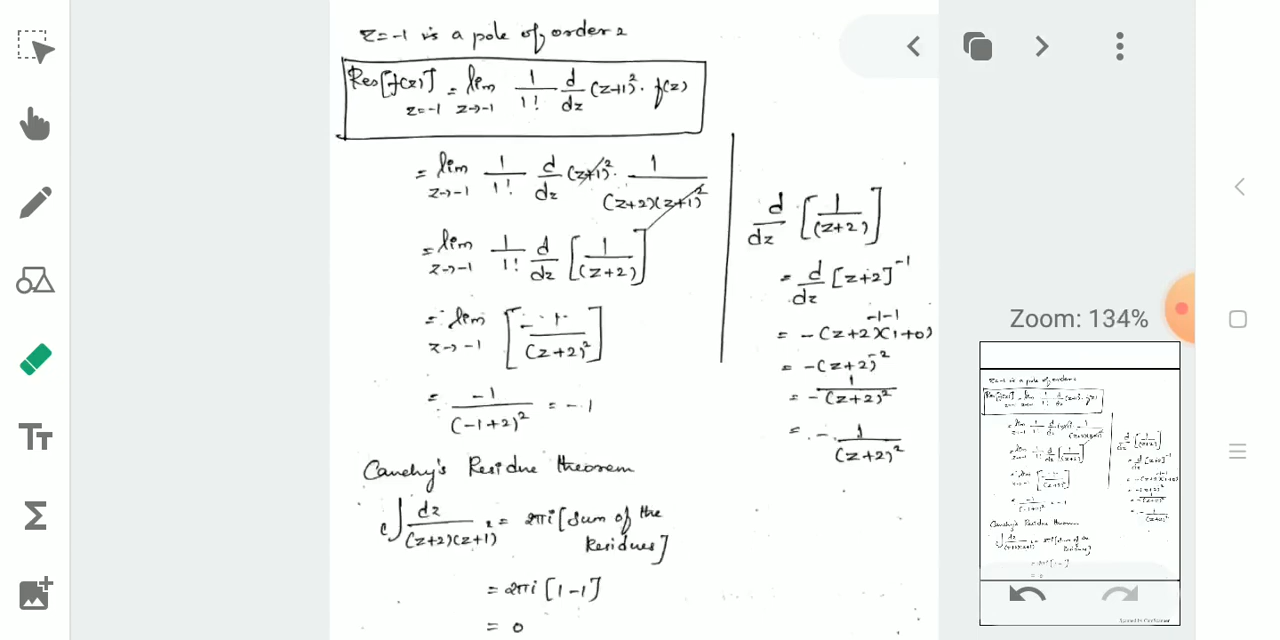 z=-1 is a pole of order 2
Res[f(z)] z=-1 = lim z→-1 1/1! d/dz (z+1)². f(z)
= lim z→-1 1/1! d/dz (z+1)². 1/(z+2)(z+1)²
= lim z→-1 1/1! d/dz [1/(z+2)]
= lim z→-1 [-1/(z+2)²]
= -1/(-1+2)² = -1
Cauchy's Residue theorem
c∫ dz/(z+2)(z+1)² = 2πi [Sum of the
Residues]
= 2πi [1-1]
= 0
d/dz [1/(z+2)]
= d/dz [z+2]⁻¹
= -(z+2)⁻¹⁻¹(1+0)
= -(z+2)⁻²
= -1/(z+2)²
= - 1/(z+2)²
Zoom: 134%
Tт
Σ